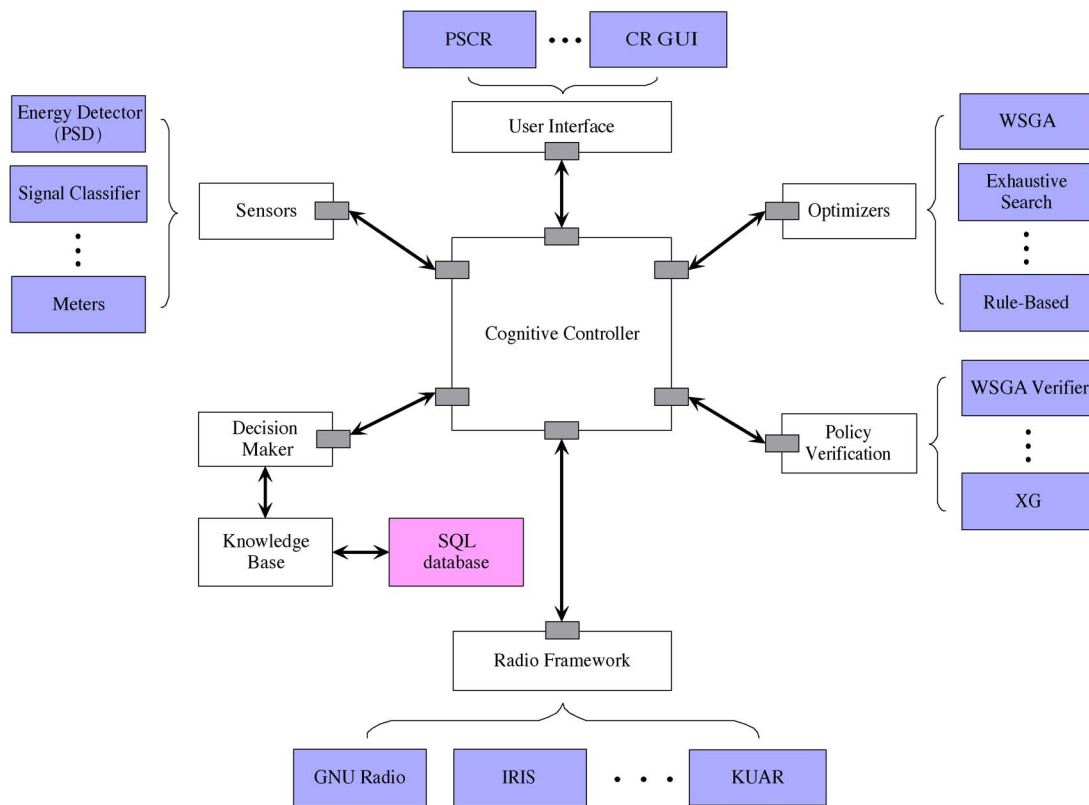 PSCR
CR GUI
User Interface
Energy Detector
(PSD)
Signal Classifier
Meters
Sensors
WSGA
Exhaustive
Search
Rule-Based
Optimizers
Cognitive Controller
Decision
Maker
Knowledge
Base
SQL
database
Policy
Verification
WSGA Verifier
XG
Radio Framework
GNU Radio
IRIS
KUAR